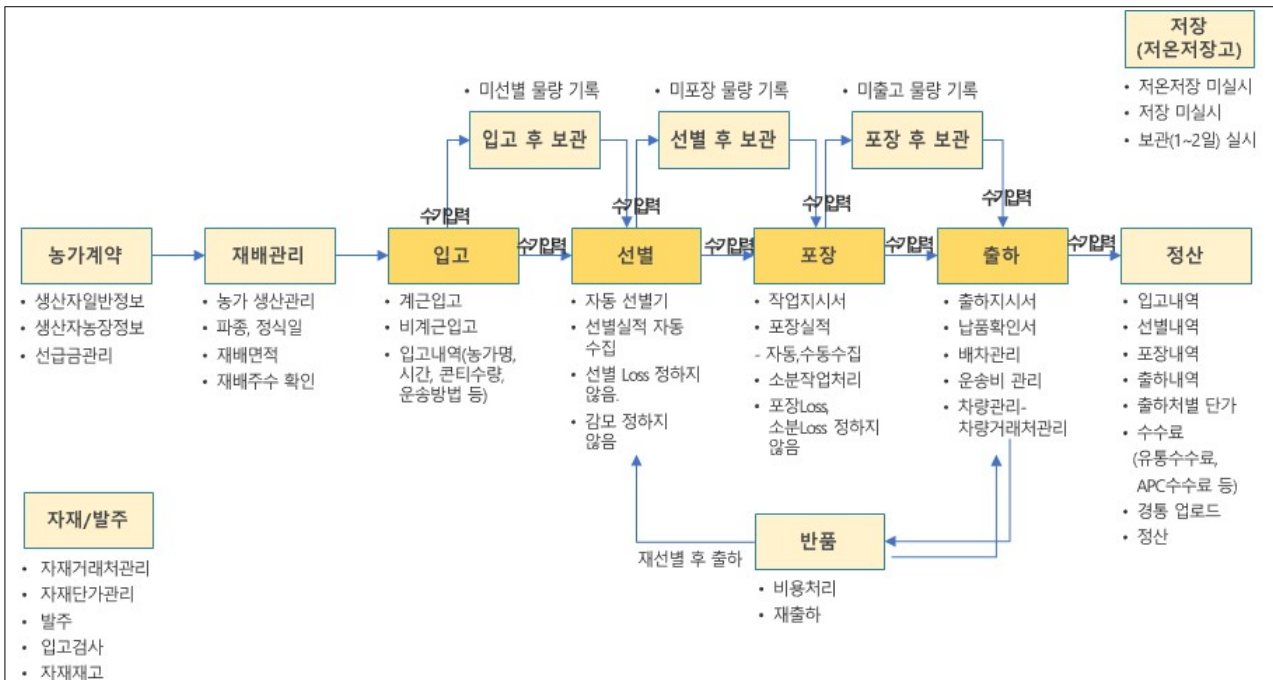 저장
(저온저장고)
• 저온저장 미실시
• 저장 미실시
• 보관(1~2일) 실시
• 미선별 물량 기록
• 미포장 물량 기록
• 미출고 물량 기록
입고 후 보관
선별 후 보관
포장 후 보관
수기입력
수기입력
수기입력
수기입력
농가계약
재배관리
입고
수기입력
선별
수기입력
포장
수기입력
출하
수기입력
정산
• 생산자일반정보
• 생산자농장정보
• 선급금관리
• 농가 생산관리
• 파종, 정식일
• 재배면적
• 재배주수 확인
• 계근입고
• 비계근입고
• 입고내역(농가명,
시간, 콘티수량,
운송방법 등)
• 자동 선별기
• 선별실적 자동
수집
• 선별 Loss 정하지
않음.
• 감모 정하지
않음
• 작업지시서
• 포장실적
- 자동,수동수집
• 소분작업처리
• 포장Loss,
소분Loss 정하지
않음
• 출하지시서
• 납품확인서
• 배차관리
• 운송비 관리
• 차량관리-
차량거래처관리
• 입고내역
• 선별내역
• 포장내역
• 출하내역
• 출하처별 단가
• 수수료
(유통수수료,
APC수수료 등)
• 경통 업로드
• 정산
자재/발주
• 자재거래처관리
• 자재단가관리
• 발주
• 입고검사
• 자재재고
재선별 후 출하
반품
• 비용처리
• 재출하